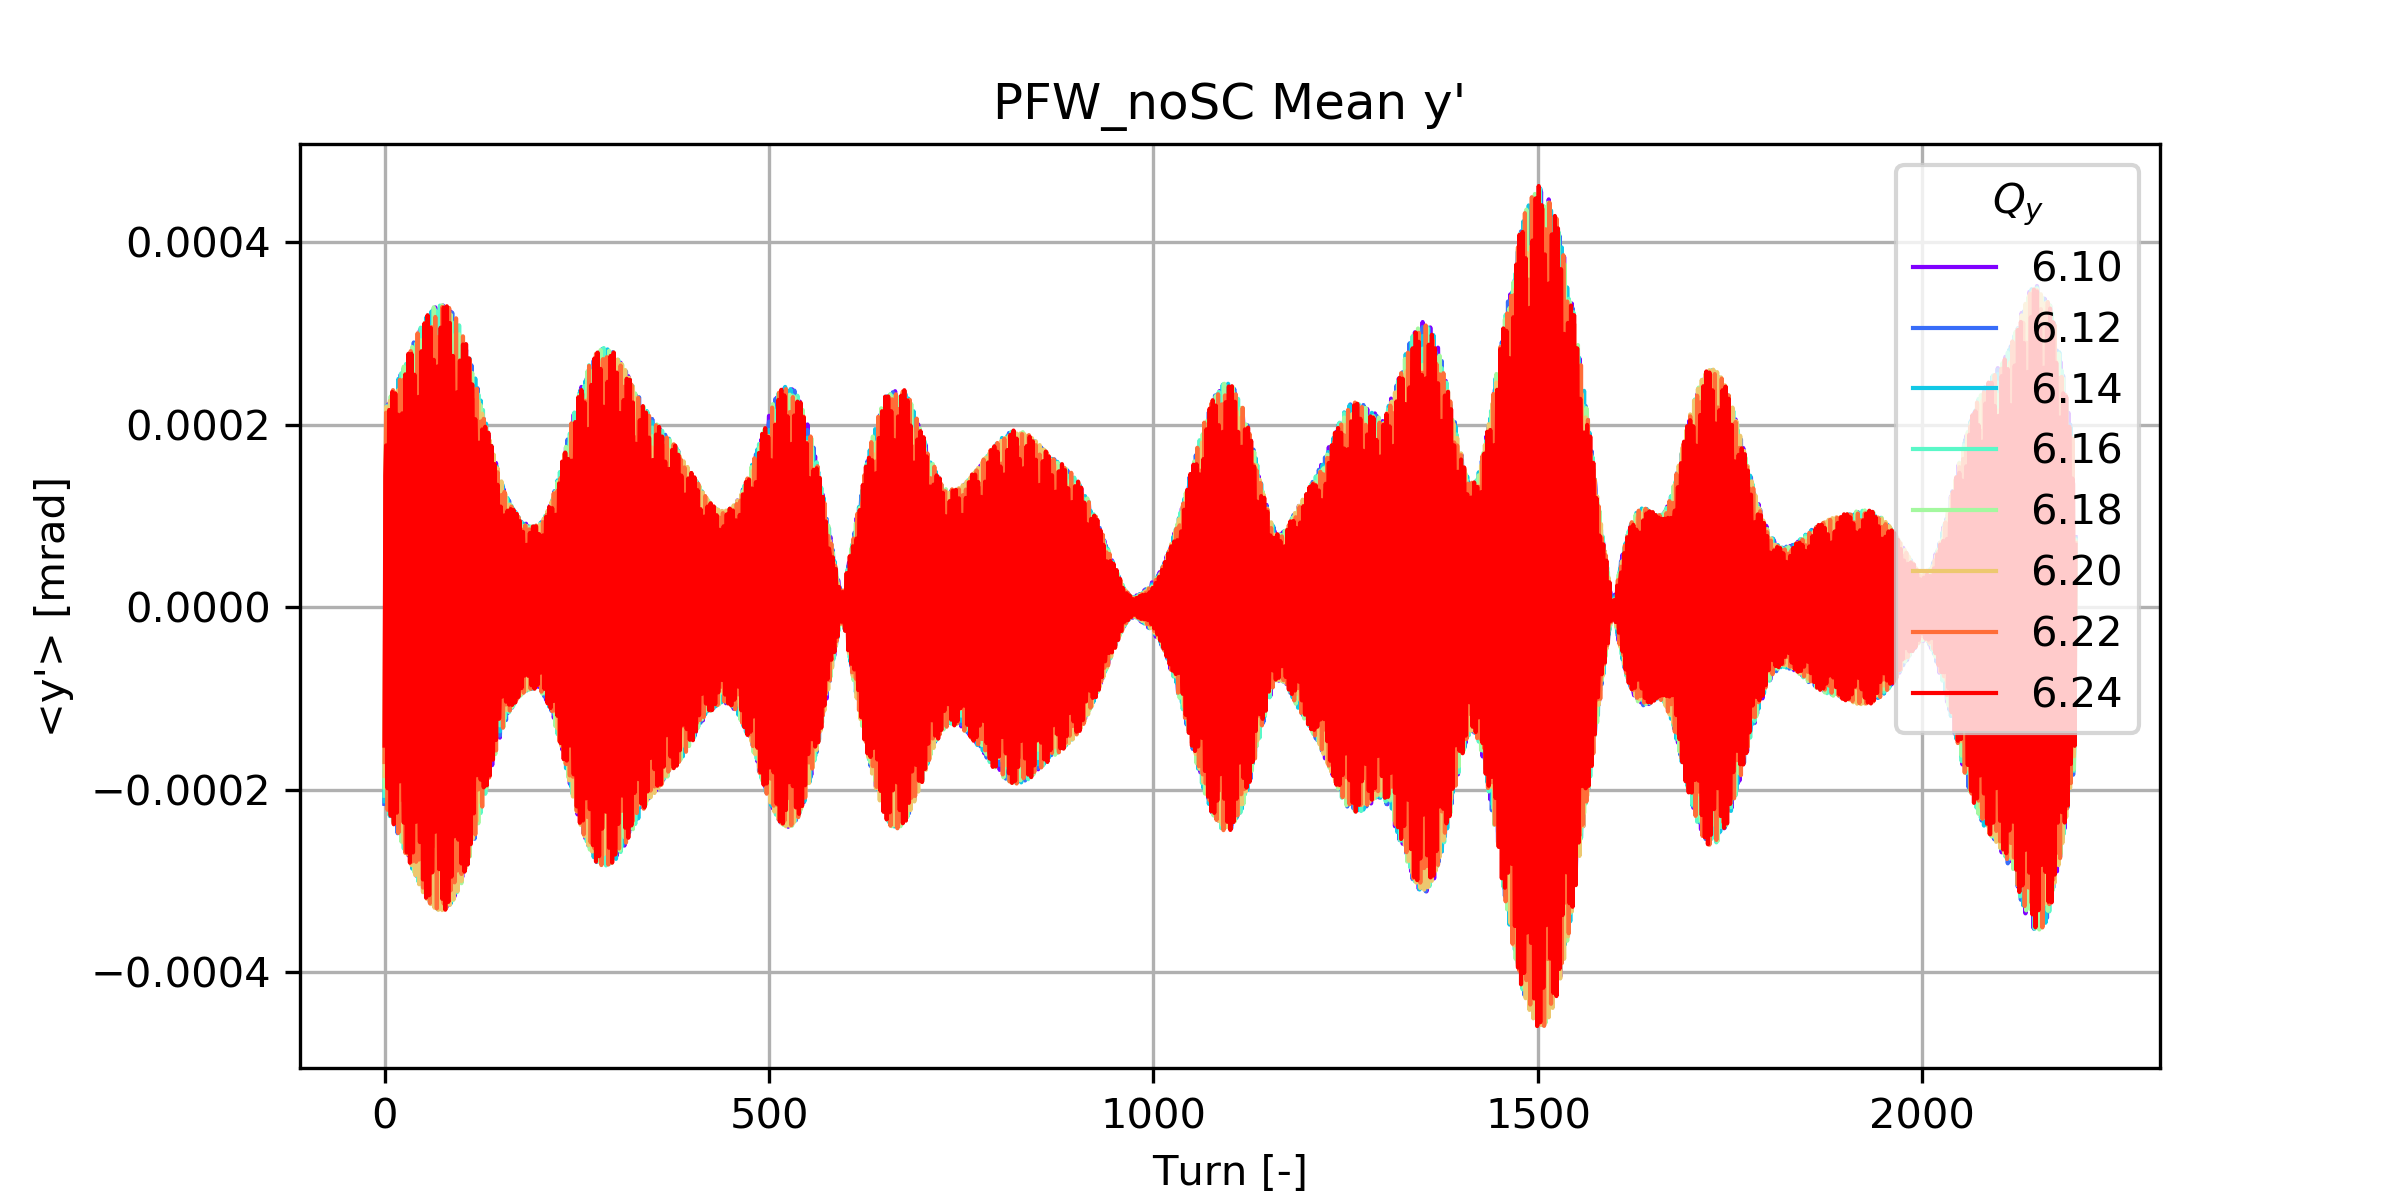 PFW_noSC Mean y'
<y'> [mrad]
0.0004
0.0002
0.0000
−0.0002
−0.0004
Q_y
6.10
6.12
6.14
6.16
6.18
6.20
6.22
6.24
0 500 1000 1500 2000
Turn [-]